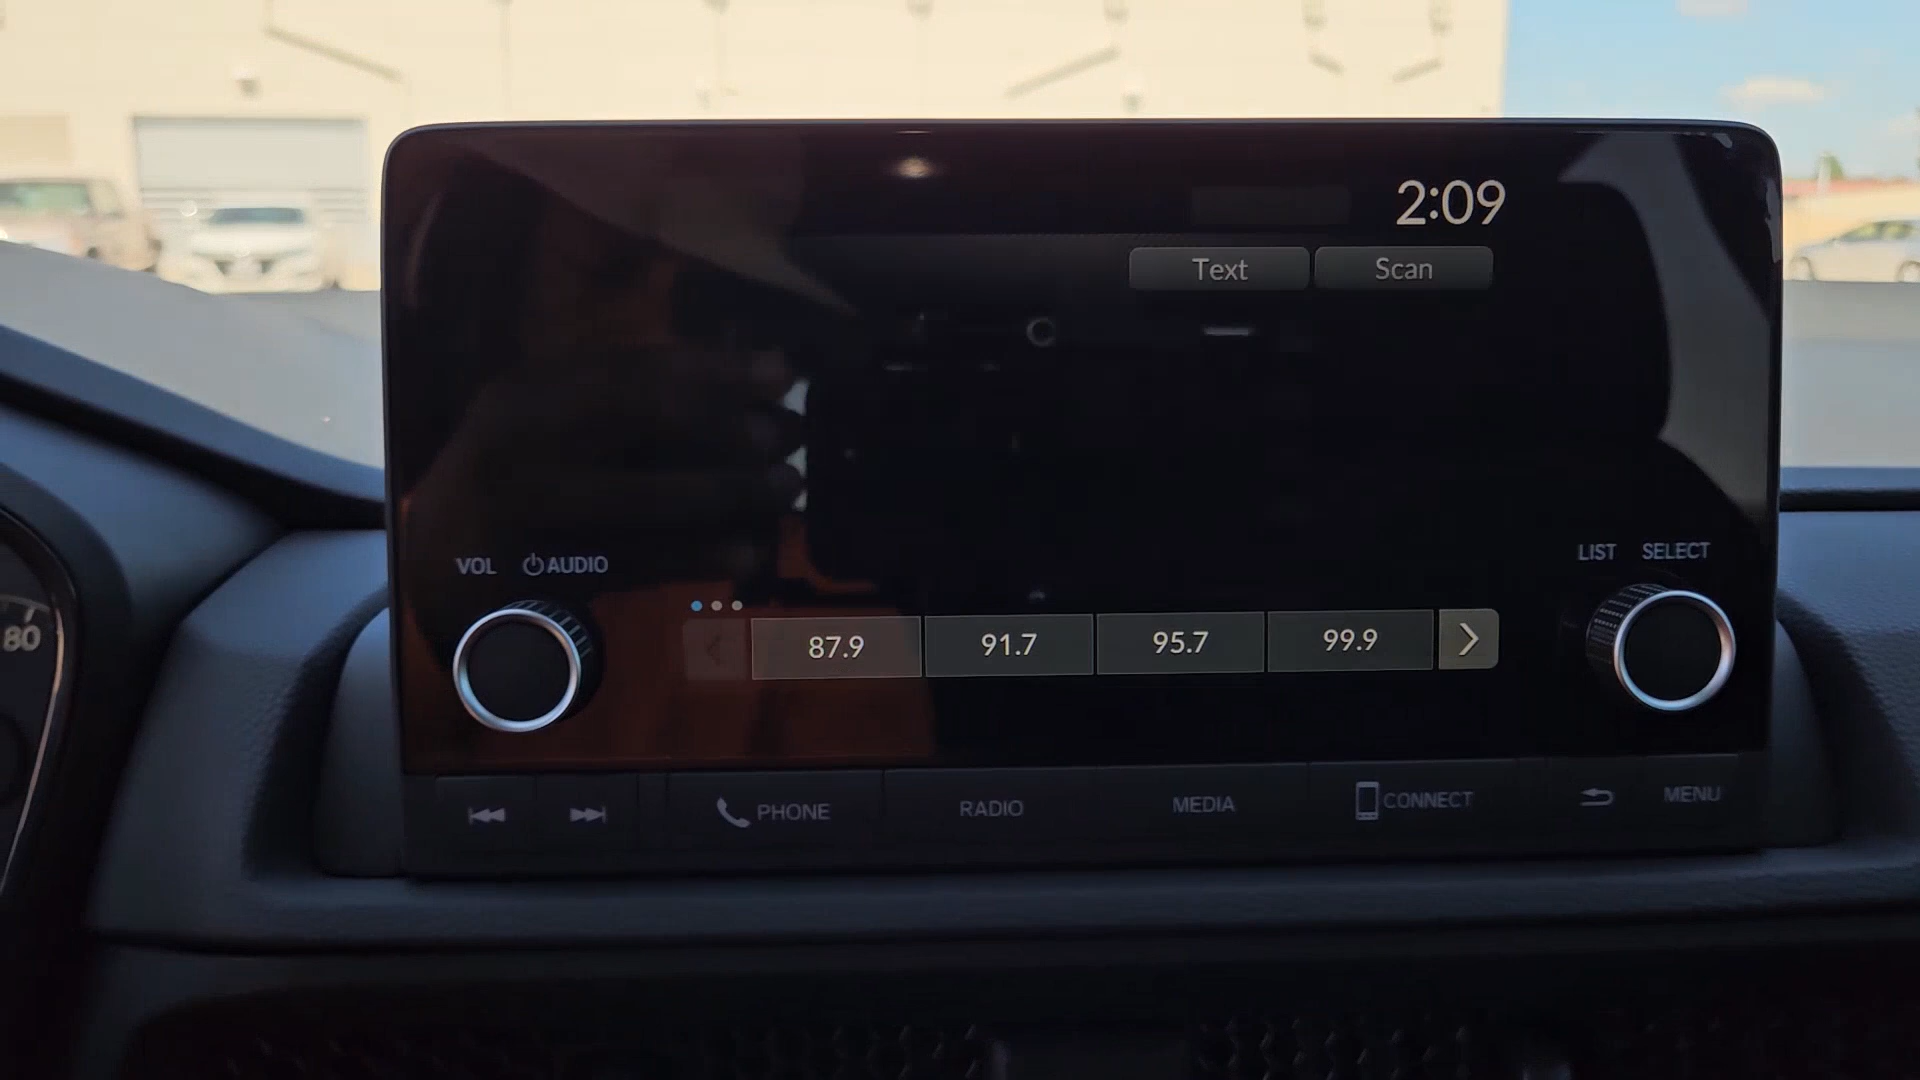 2:09
Text Scan
VOL AUDIO
LIST SELECT
80
87.9 91.7 95.7 99.9
PHONE RADIO MEDIA CONNECT MENU